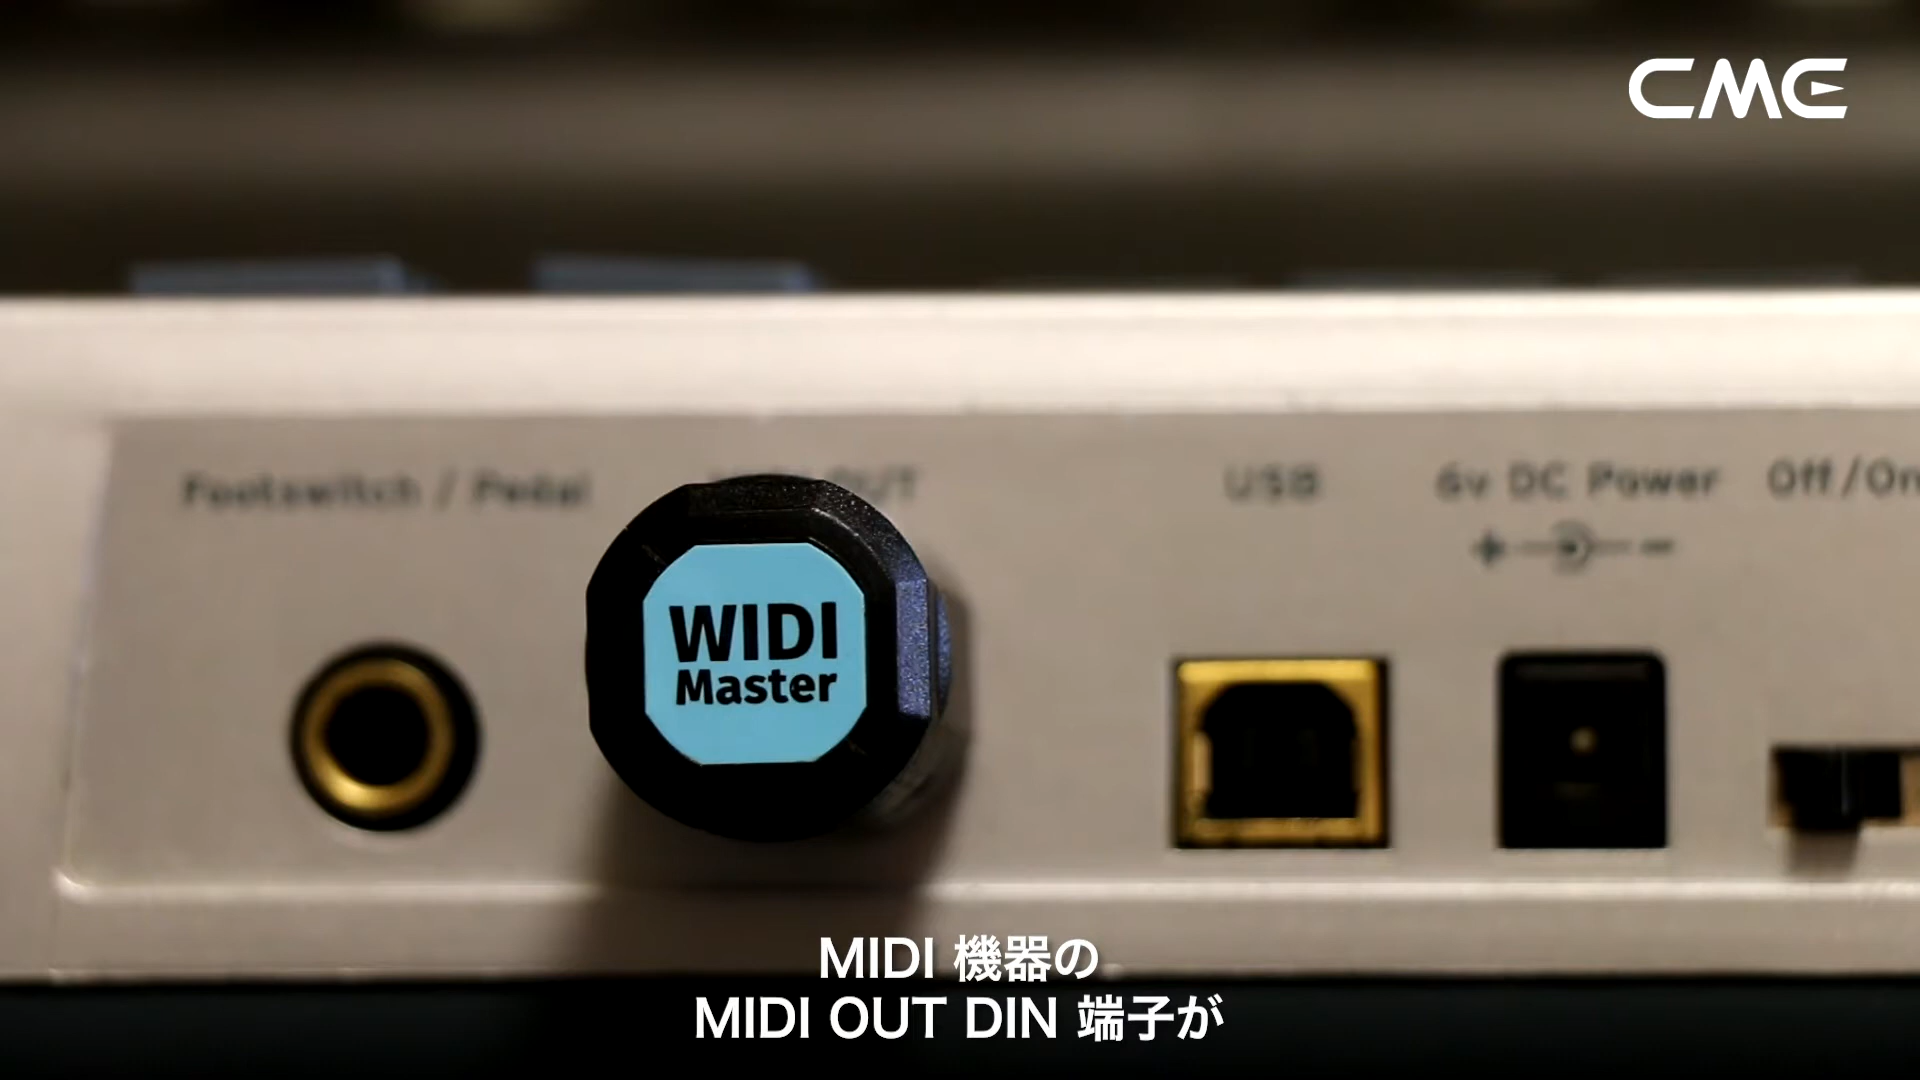 CME
Footswitch / Pedal
OUT
USB
6v DC Power
Off/On
WIDI
Master
MIDI 機器の
MIDI OUT DIN 端子が